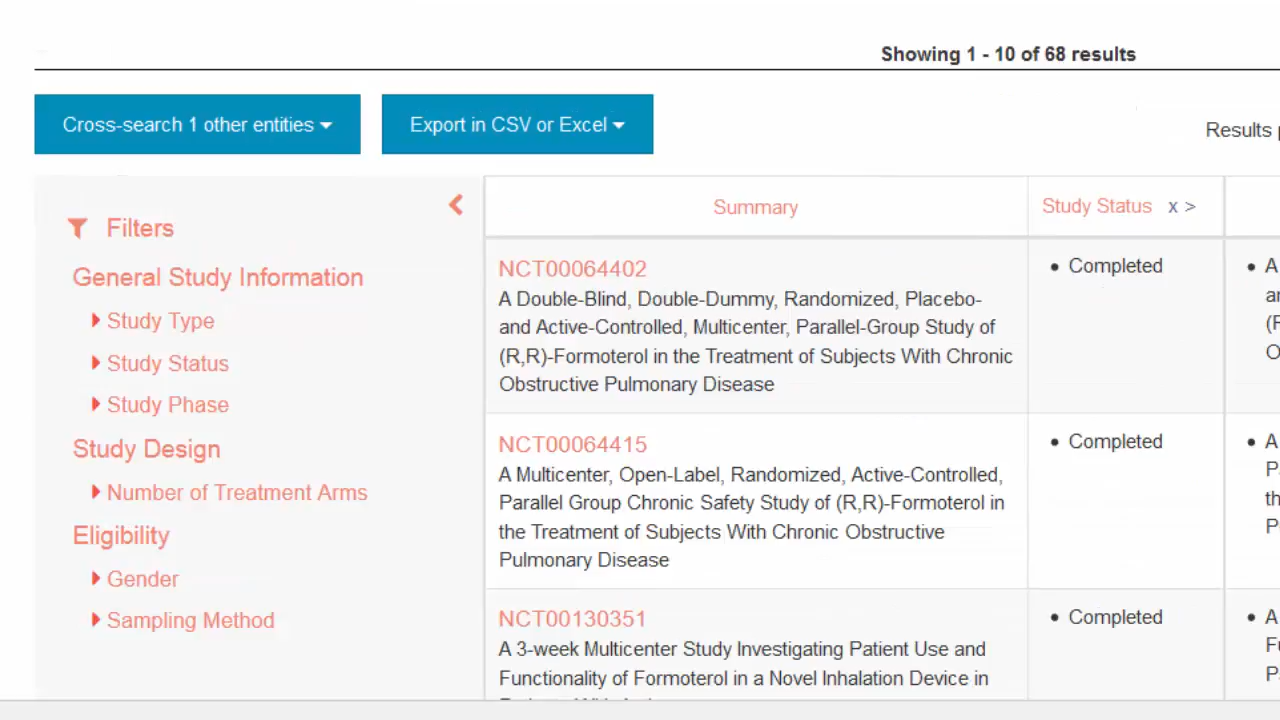 Showing 1 - 10 of 68 results
Cross-search 1 other entities
Export in CSV or Excel
Results
Filters
General Study Information
Study Type
Study Status
Study Phase
Study Design
Number of Treatment Arms
Eligibility
Gender
Sampling Method
Summary
Study Status x >
NCT00064402
A Double-Blind, Double-Dummy, Randomized, Placebo-
and Active-Controlled, Multicenter, Parallel-Group Study of
(R,R)-Formoterol in the Treatment of Subjects With Chronic
Obstructive Pulmonary Disease
• Completed
• A
(R
NCT00064415
A Multicenter, Open-Label, Randomized, Active-Controlled,
Parallel Group Chronic Safety Study of (R,R)-Formoterol in
the Treatment of Subjects With Chronic Obstructive
Pulmonary Disease
• Completed
• A
th
NCT00130351
A 3-week Multicenter Study Investigating Patient Use and
Functionality of Formoterol in a Novel Inhalation Device in
• Completed
• A